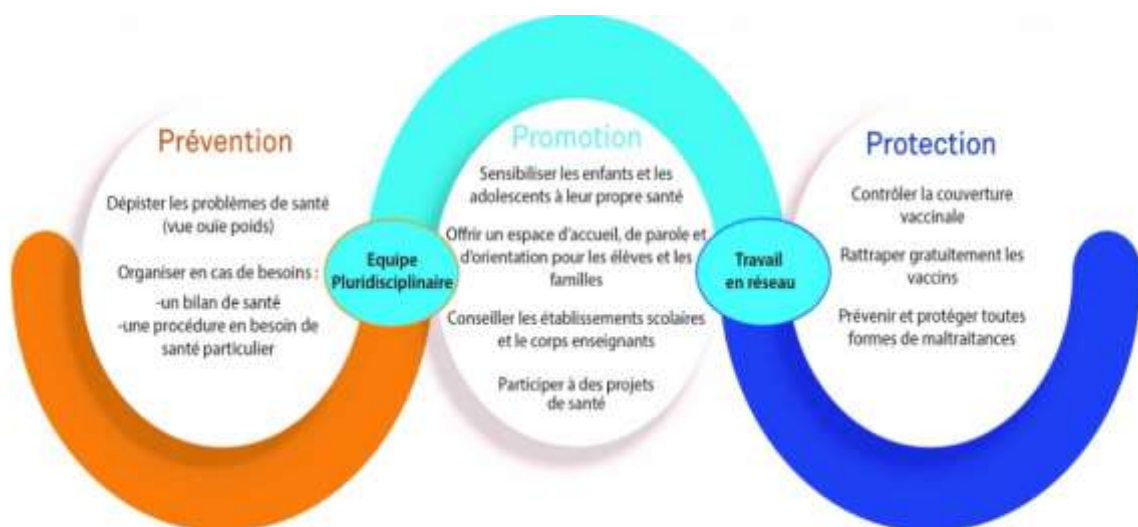 Prévention
Dépister les problèmes de santé
(vue ouïe poids)
Organiser en cas de besoins :
-un bilan de santé
-une procédure en besoin de
santé particulier
Equipe
Pluridisciplinaire
Promotion
Sensibiliser les enfants et les
adolescents à leur propre santé
Offrir un espace d'accueil, de parole et
d'orientation pour les élèves et les
familles
Conseiller les établissements scolaires
et le corps enseignants
Participer à des projets
de santé
Travail
en réseau
Protection
Contrôler la couverture
vaccinale
Rattraper gratuitement les
vaccins
Prévenir et protéger toutes
formes de maltraitances